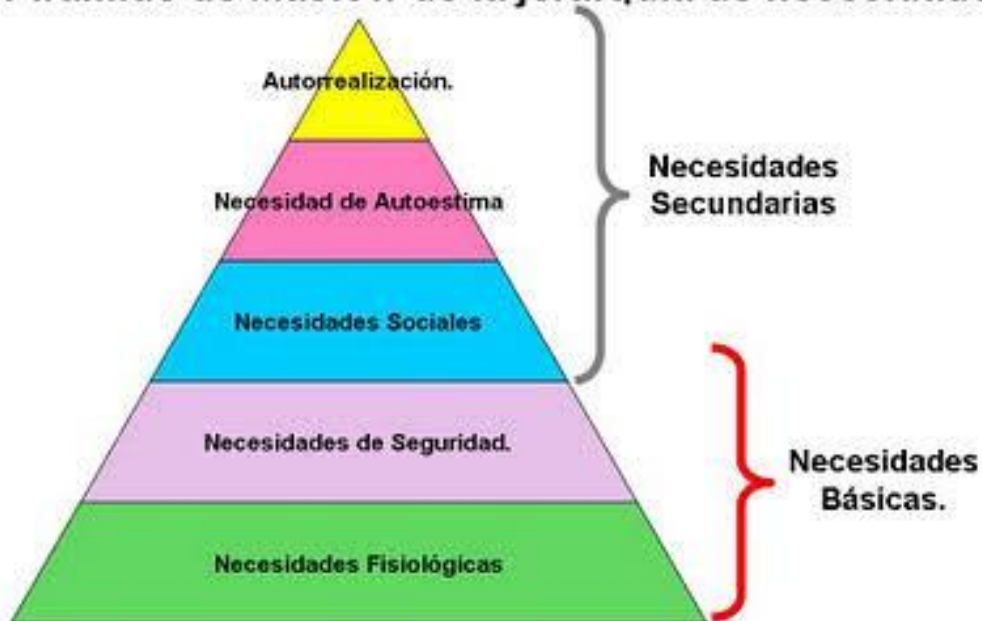 Autorrealización.
Necesidad de Autoestima
Necesidades Sociales
Necesidades de Seguridad.
Necesidades Fisiológicas
Necesidades
Secundarias
Necesidades
Básicas.